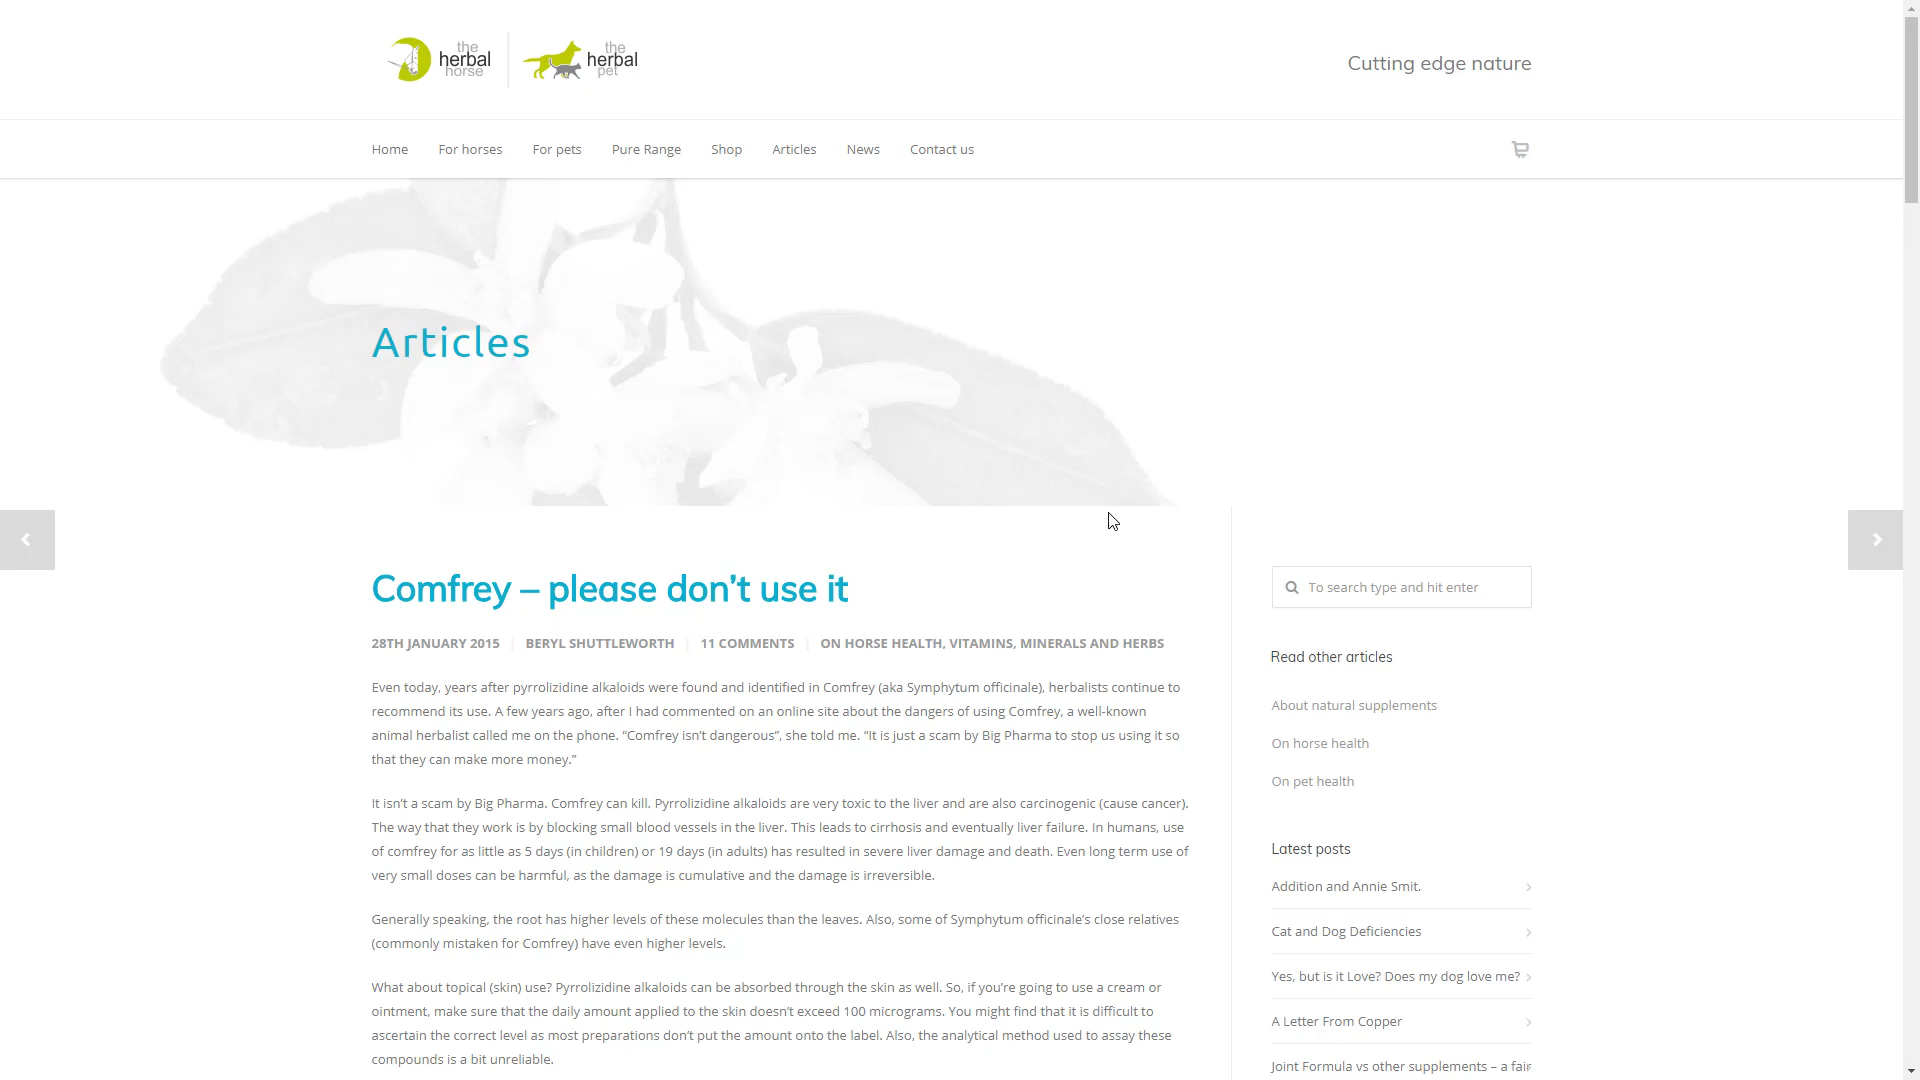 the
herbal
horse
the
herbal
pet
Cutting edge nature
Home For horses For pets Pure Range Shop Articles News Contact us
Articles
Comfrey – please don’t use it
28TH JANUARY 2015 | BERYL SHUTTLEWORTH | 11 COMMENTS | ON HORSE HEALTH, VITAMINS, MINERALS AND HERBS
Even today, years after pyrrolizidine alkaloids were found and identified in Comfrey (aka Symphytum officinale), herbalists continue to
recommend its use. A few years ago, after I had commented on an online site about the dangers of using Comfrey, a well-known
animal herbalist called me on the phone. “Comfrey isn’t dangerous”, she told me. “It is just a scam by Big Pharma to stop us using it so
that they can make more money.”
It isn’t a scam by Big Pharma. Comfrey can kill. Pyrrolizidine alkaloids are very toxic to the liver and are also carcinogenic (cause cancer).
The way that they work is by blocking small blood vessels in the liver. This leads to cirrhosis and eventually liver failure. In humans, use
of comfrey for as little as 5 days (in children) or 19 days (in adults) has resulted in severe liver damage and death. Even long term use of
very small doses can be harmful, as the damage is cumulative and the damage is irreversible.
Generally speaking, the root has higher levels of these molecules than the leaves. Also, some of Symphytum officinale’s close relatives
(commonly mistaken for Comfrey) have even higher levels.
What about topical (skin) use? Pyrrolizidine alkaloids can be absorbed through the skin as well. So, if you’re going to use a cream or
ointment, make sure that the daily amount applied to the skin doesn’t exceed 100 micrograms. You might find that it is difficult to
ascertain the correct level as most preparations don’t put the amount onto the label. Also, the analytical method used to assay these
compounds is a bit unreliable.
To search type and hit enter
Read other articles
About natural supplements
On horse health
On pet health
Latest posts
Addition and Annie Smit.
Cat and Dog Deficiencies
Yes, but is it Love? Does my dog love me?
A Letter From Copper
Joint Formula vs other supplements – a fair